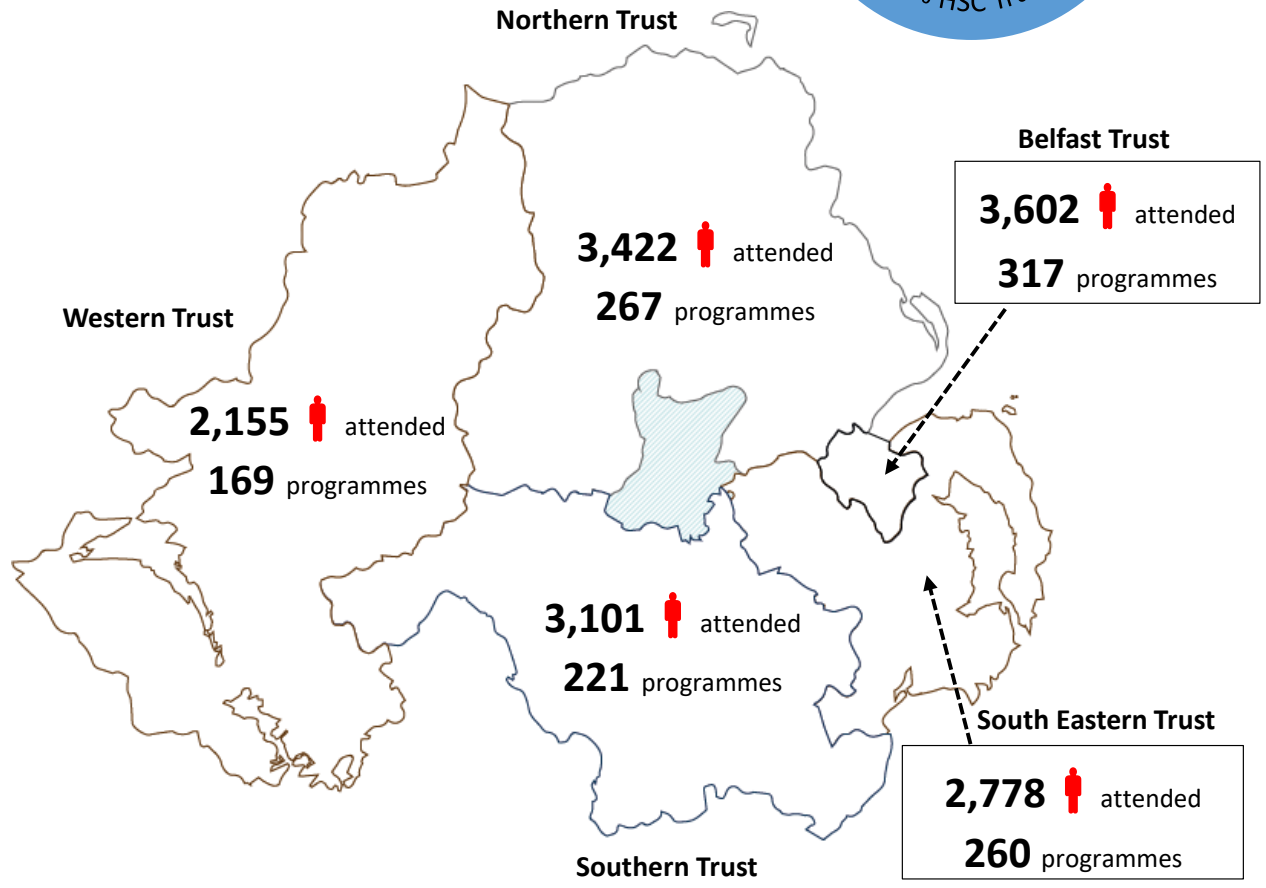 HSC
Northern Trust
Belfast Trust
3,602 attended
317 programmes
3,422 attended
267 programmes
Western Trust
2,155 attended
169 programmes
3,101 attended
221 programmes
South Eastern Trust
2,778 attended
260 programmes
Southern Trust